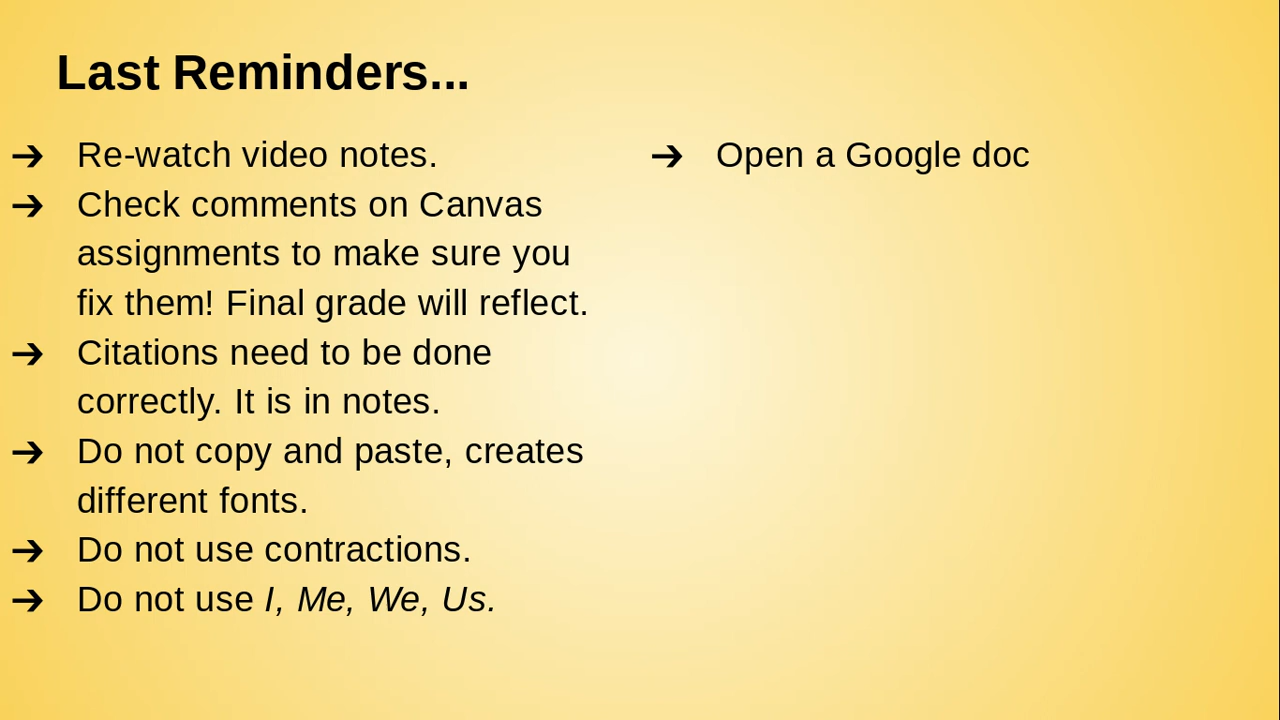 Last Reminders...
➔ Re-watch video notes.
➔ Check comments on Canvas
assignments to make sure you
fix them! Final grade will reflect.
➔ Citations need to be done
correctly. It is in notes.
➔ Do not copy and paste, creates
different fonts.
➔ Do not use contractions.
➔ Do not use I, Me, We, Us.
➔ Open a Google doc